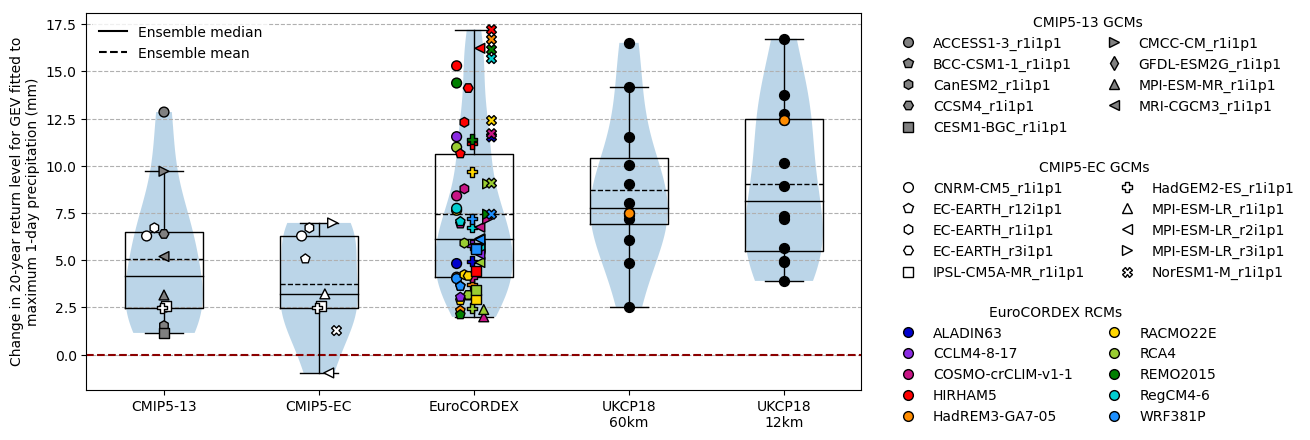 Change in 20-year return level for GEV fitted to
maximum 1-day precipitation (mm)
17.5
15.0
12.5
10.0
7.5
5.0
2.5
0.0
Ensemble median
Ensemble mean
CMIP5-13
CMIP5-EC
EuroCORDEX
UKCP18
60km
UKCP18
12km
CMIP5-13 GCMs
ACCESS1-3_r1i1p1
BCC-CSM1-1_r1i1p1
CanESM2_r1i1p1
CCSM4_r1i1p1
CESM1-BGC_r1i1p1
CMCC-CM_r1i1p1
GFDL-ESM2G_r1i1p1
MPI-ESM-MR_r1i1p1
MRI-CGCM3_r1i1p1
CMIP5-EC GCMs
CNRM-CM5_r1i1p1
EC-EARTH_r12i1p1
EC-EARTH_r1i1p1
EC-EARTH_r3i1p1
IPSL-CM5A-MR_r1i1p1
HadGEM2-ES_r1i1p1
MPI-ESM-LR_r1i1p1
MPI-ESM-LR_r2i1p1
MPI-ESM-LR_r3i1p1
NorESM1-M_r1i1p1
EuroCORDEX RCMs
ALADIN63
CCLM4-8-17
COSMO-crCLIM-v1-1
HIRHAM5
HadREM3-GA7-05
RACMO22E
RCA4
REMO2015
RegCM4-6
WRF381P